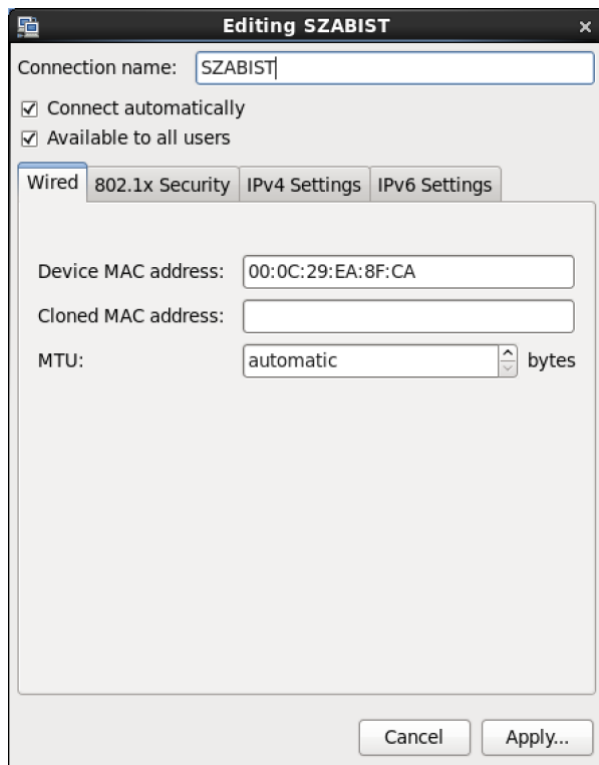 Editing SZABIST
Connection name: SZABIST
Connect automatically
Available to all users
Wired 802.1x Security IPv4 Settings IPv6 Settings
Device MAC address: 00:0C:29:EA:8F:CA
Cloned MAC address:
MTU: automatic bytes
Cancel Apply...